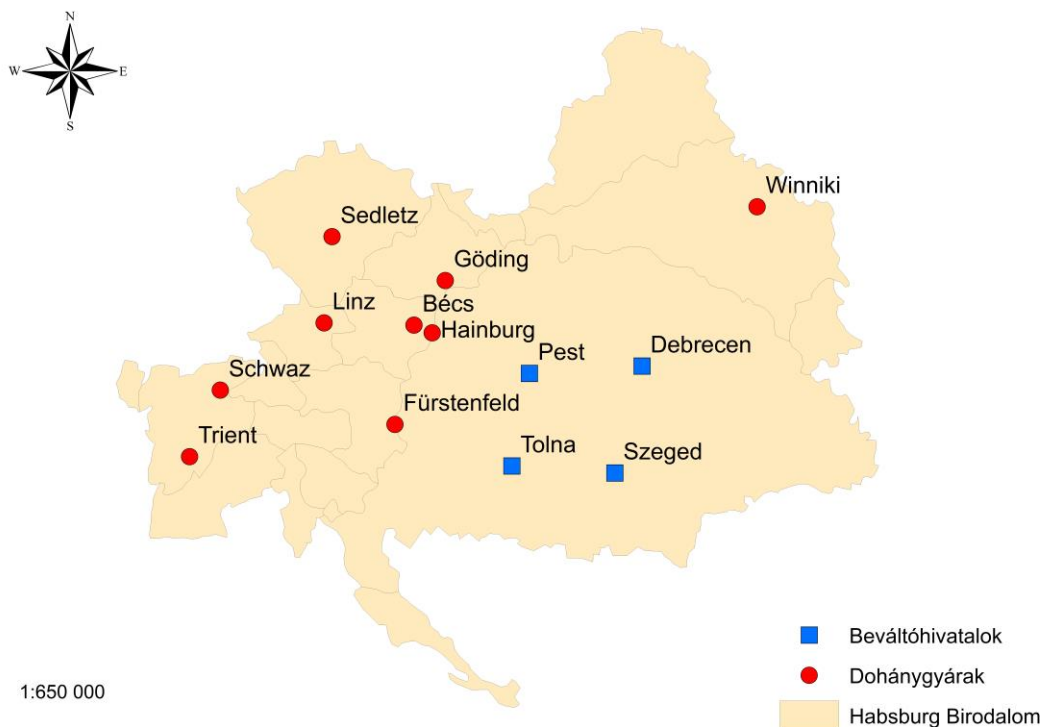 N
W E
S
Winniki
Sedletz
Göding
Linz
Bécs
Hainburg
Pest
Debrecen
Schwaz
Fürstenfeld
Trient
Tolna
Szeged
Beváltóhivatalok
Dohánygyárak
1:650 000
Habsburg Birodalom